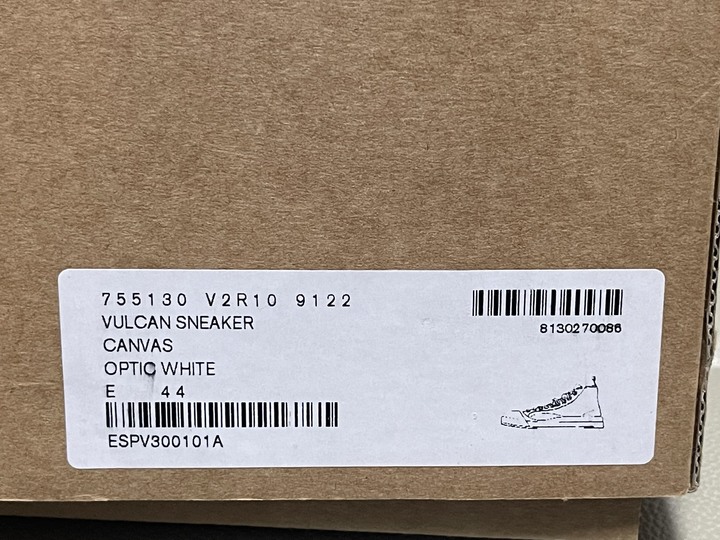 755130 V2R10 9122
VULCAN SNEAKER
CANVAS
OPTIC WHITE
E 44
ESPV300101A
8130270086